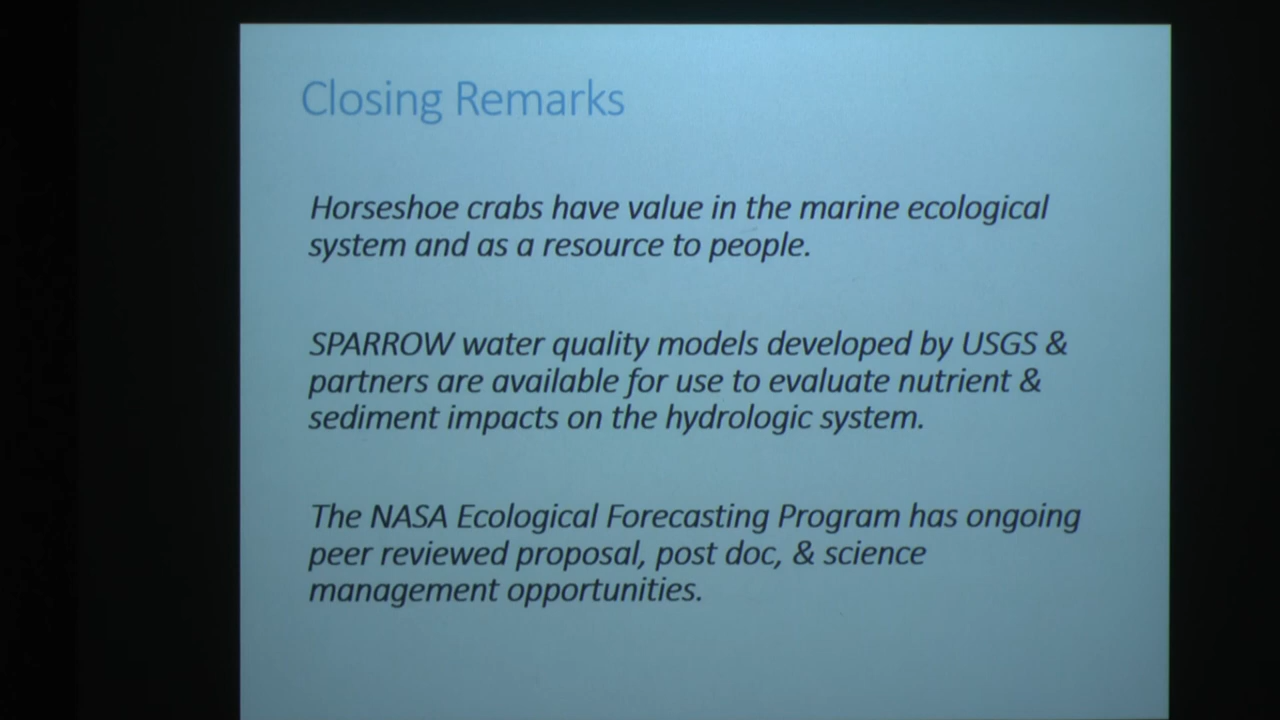 Closing Remarks
Horseshoe crabs have value in the marine ecological
system and as a resource to people.
SPARROW water quality models developed by USGS &
partners are available for use to evaluate nutrient &
sediment impacts on the hydrologic system.
The NASA Ecological Forecasting Program has ongoing
peer reviewed proposal, post doc, & science
management opportunities.